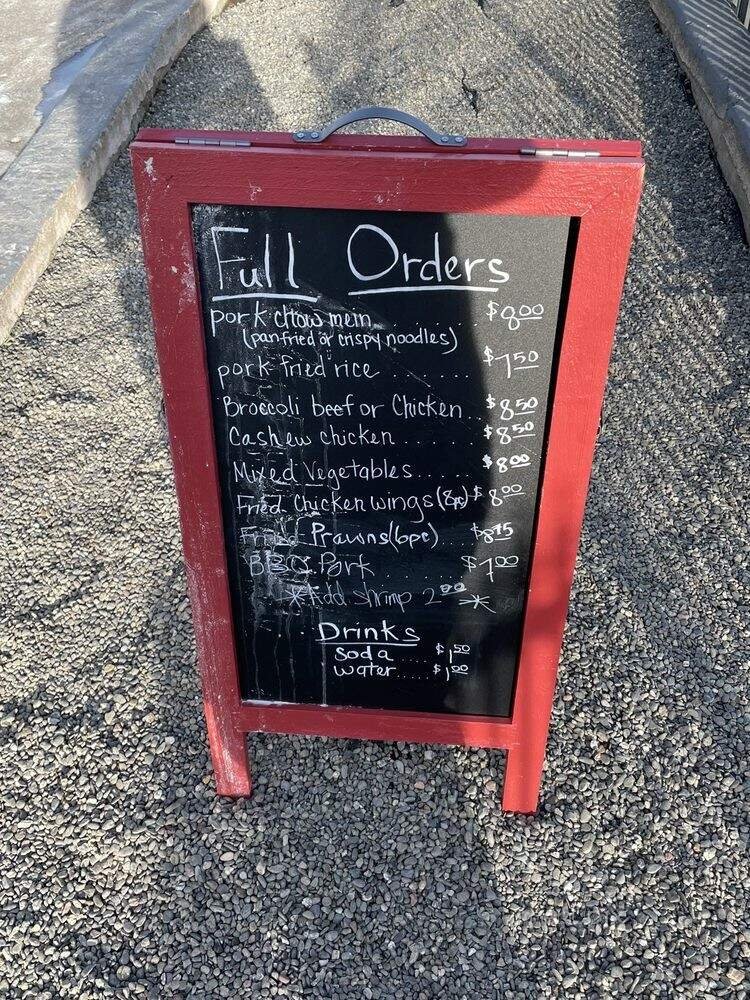 Full Orders
pork chow mein ........ $8.00
(panfried or crispy noodles)
pork fried rice ...... $7.50
Broccoli beef or Chicken .. $8.50
Cashew chicken ........ $8.50
Mixed Vegetables ...... $8.00
Fried Chicken wings (8pc) $8.00
Fried Prawns (6pc) .. $8.75
BBQ Pork ........ $7.00
*Add shrimp 2.00*
Drinks
Soda .... $1.50
water .... $1.00